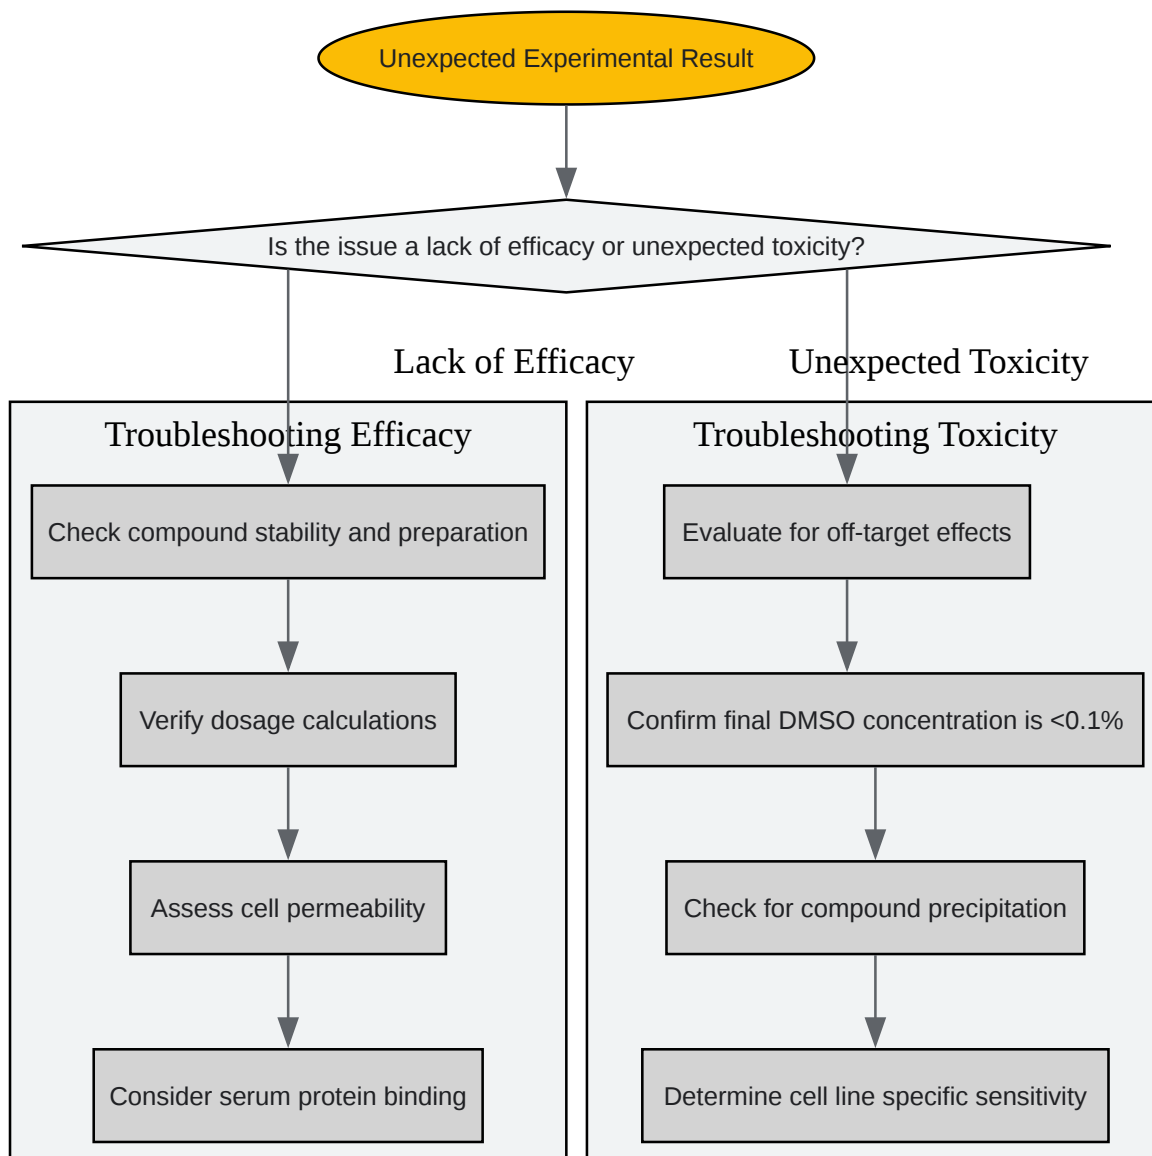 Unexpected Experimental Result
Is the issue a lack of efficacy or unexpected toxicity?
Lack of Efficacy
Unexpected Toxicity
Troubleshooting Efficacy
Check compound stability and preparation
Verify dosage calculations
Assess cell permeability
Consider serum protein binding
Troubleshooting Toxicity
Evaluate for off-target effects
Confirm final DMSO concentration is <0.1%
Check for compound precipitation
Determine cell line specific sensitivity